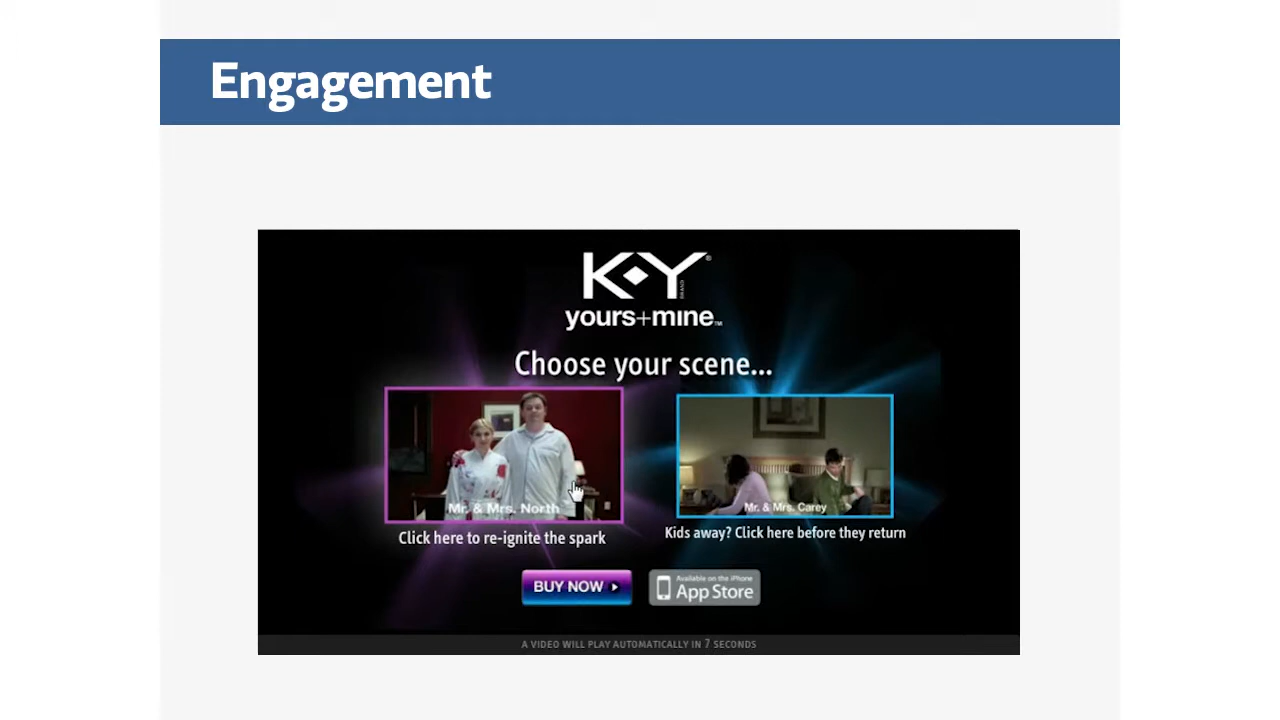 Engagement
K-Y®
BRAND
yours+mine™
Choose your scene...
Mr. & Mrs. North
Mr. & Mrs. Carey
Click here to re-ignite the spark
Kids away? Click here before they return
BUY NOW
Available on the iPhone
App Store
A VIDEO WILL PLAY AUTOMATICALLY IN 7 SECONDS